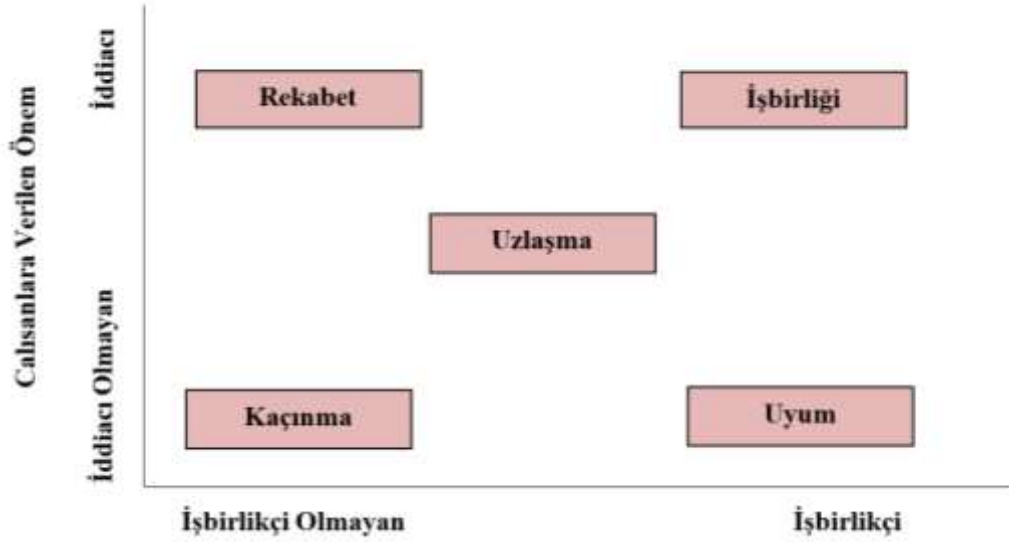 İddiacı
Rekabet
İşbirliği
Calısanlara Verilen Önem
Uzlaşma
İddiacı Olmayan
Kaçınma
Uyum
İşbirlikçi Olmayan
İşbirlikçi